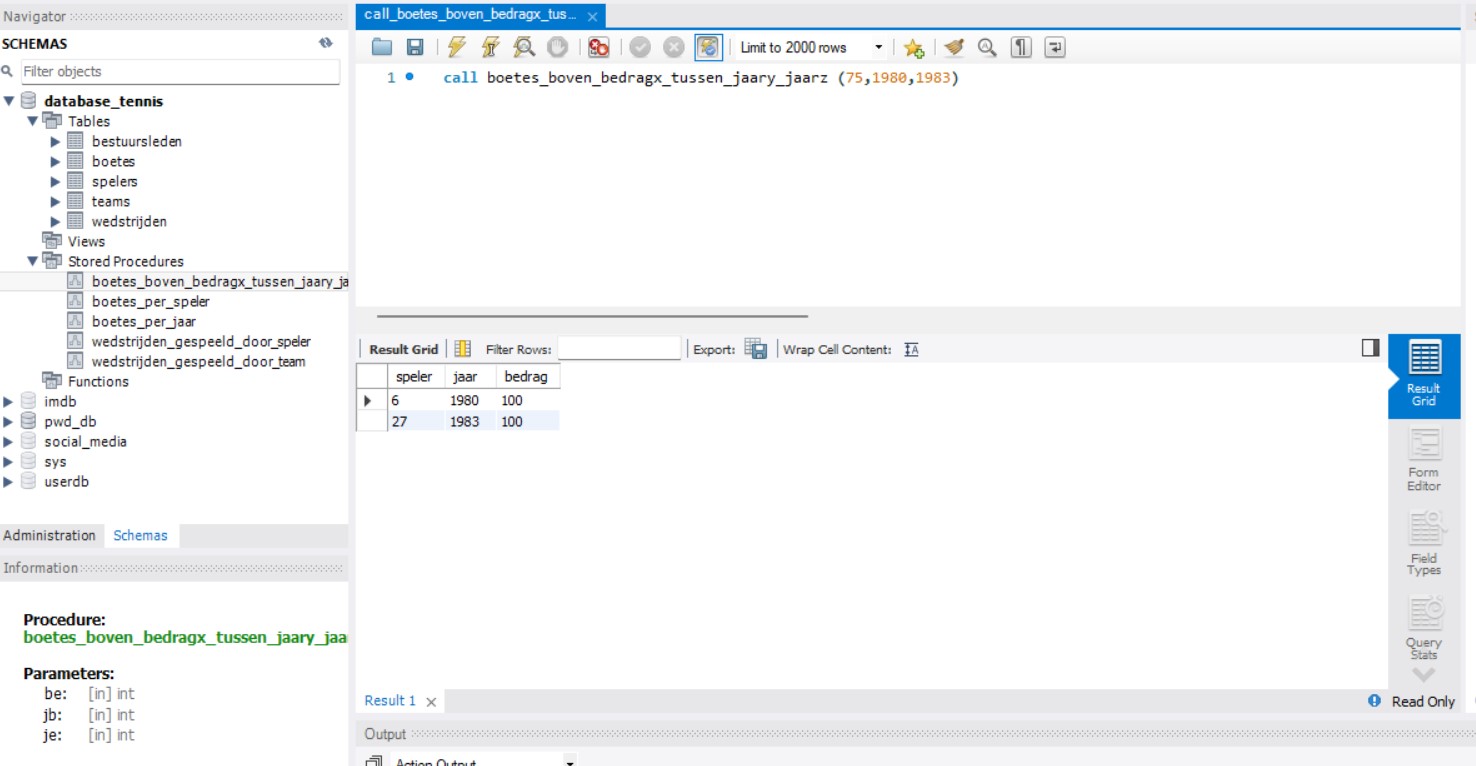 Navigator
SCHEMAS
Filter objects
database_tennis
Tables
bestuursleden
boetes
spelers
teams
wedstrijden
Views
Stored Procedures
boetes_boven_bedragx_tussen_jaary_ja
boetes_per_speler
boetes_per_jaar
wedstrijden_gespeeld_door_speler
wedstrijden_gespeeld_door_team
Functions
imdb
pwd_db
social_media
sys
userdb
Administration Schemas
Information
Procedure:
boetes_boven_bedragx_tussen_jaary_jaa
Parameters:
be: [in] int
jb: [in] int
je: [in] int
call_boetes_boven_bedragx_tus...
Limit to 2000 rows
1 call boetes_boven_bedragx_tussen_jaary_jaarz (75,1980,1983)
Result Grid Filter Rows: Export: Wrap Cell Content:
speler jaar bedrag
6 1980 100
27 1983 100
Result
Grid
Form
Editor
Field
Types
Query
Stats
Result 1
Read Only
Output
Action Output